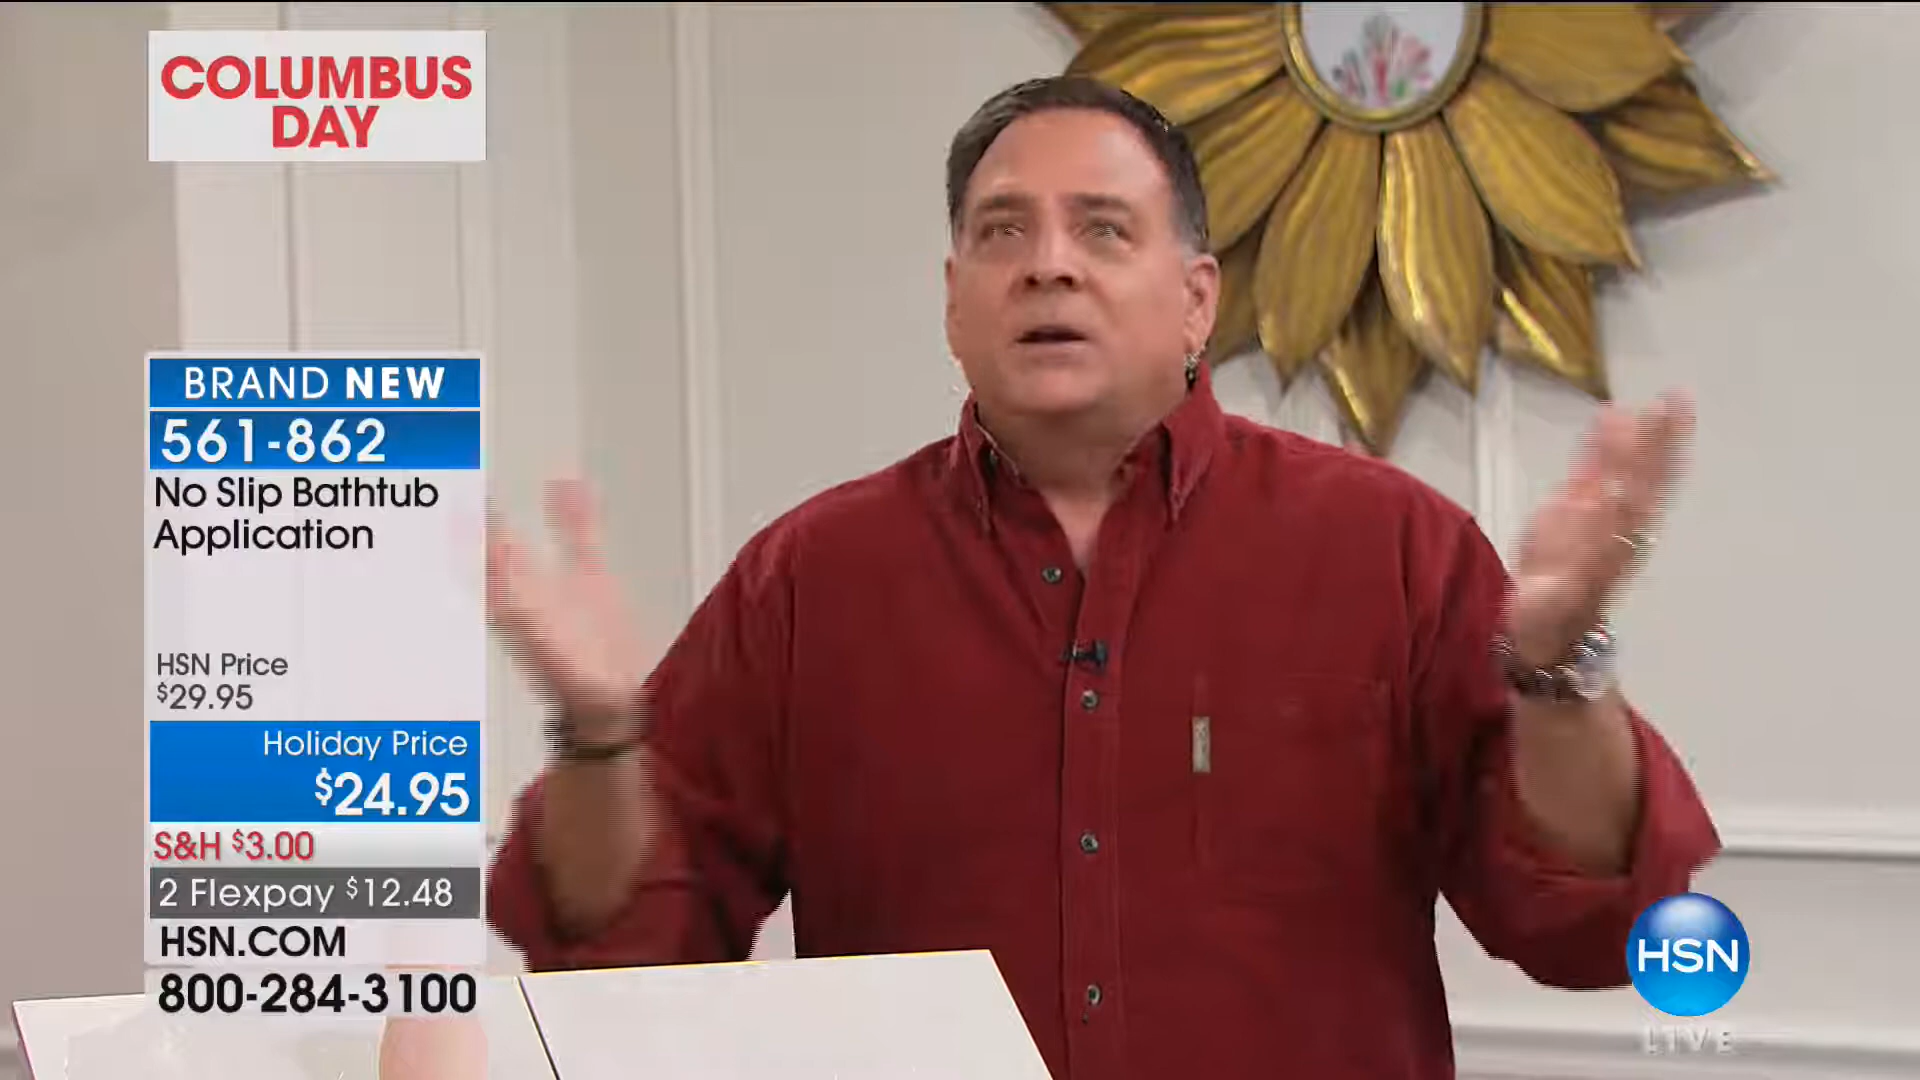 COLUMBUS
DAY
BRAND NEW
561-862
No Slip Bathtub
Application
HSN Price
$29.95
Holiday Price
$24.95
S&H $3.00
2 Flexpay $12.48
HSN.COM
800-284-3100
HSN
LIVE